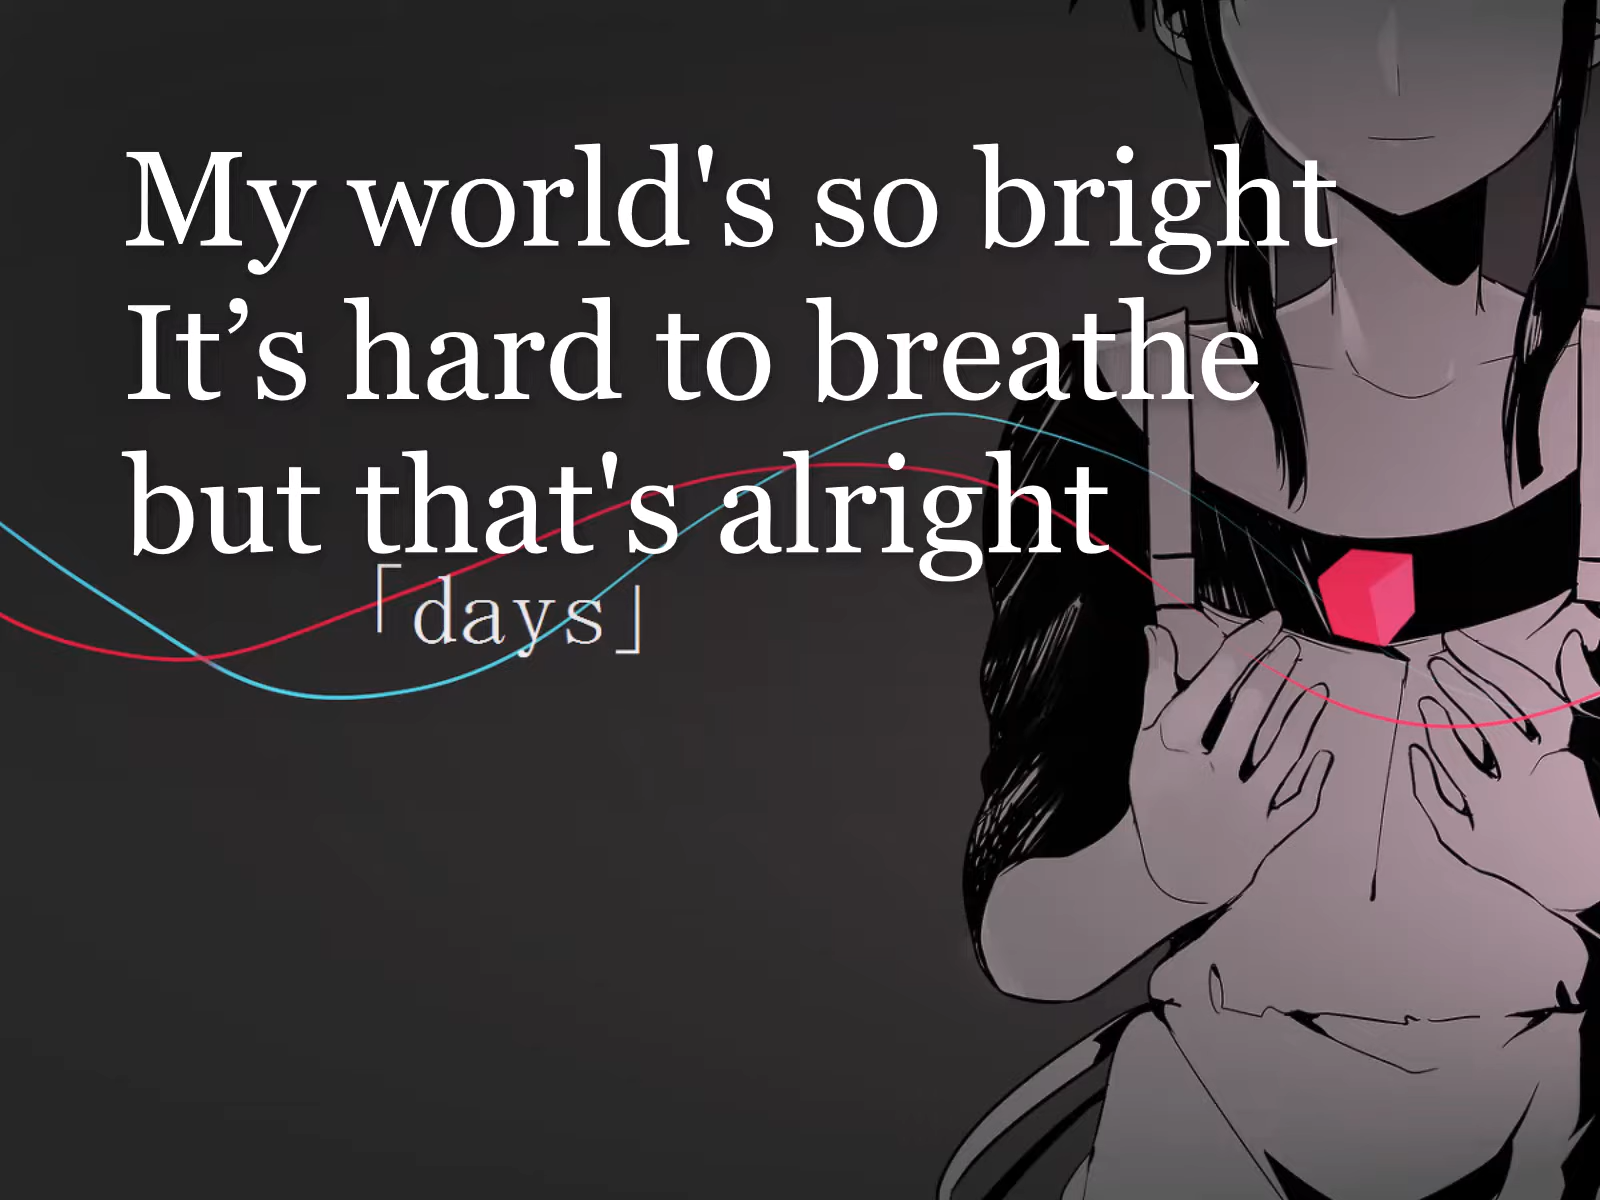 My world's so bright
It’s hard to breathe
but that's alright
「days」